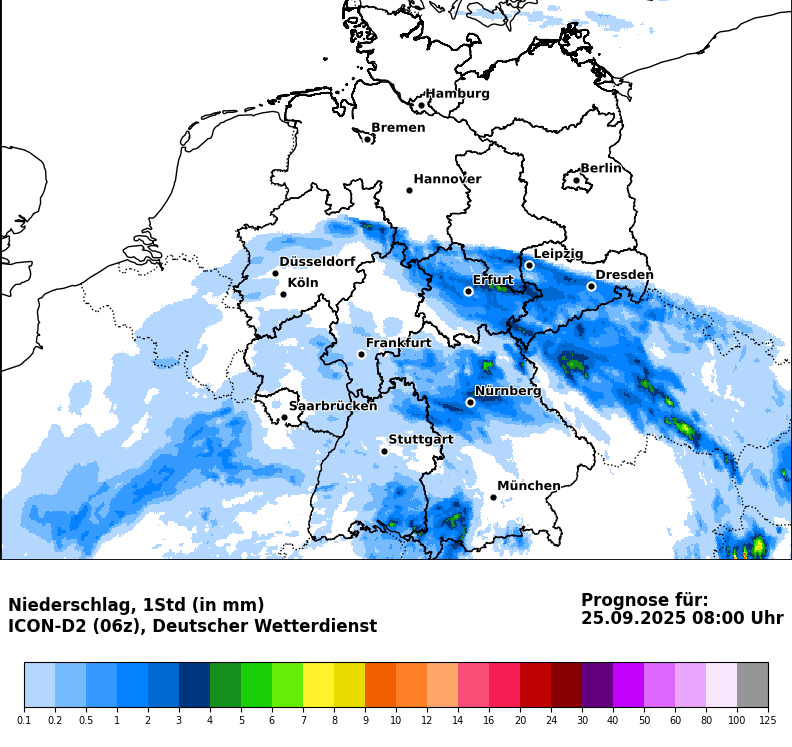 Hamburg
Bremen
Berlin
Hannover
Leipzig
Düsseldorf
Dresden
Köln
Erfurt
Frankfurt
Nürnberg
Saarbrücken
Stuttgart
München
Niederschlag, 1Std (in mm)
ICON-D2 (06z), Deutscher Wetterdienst
Prognose für:
25.09.2025 08:00 Uhr
0.1 0.2 0.5 1 2 3 4 5 6 7 8 9 10 12 14 16 20 24 30 40 50 60 80 100 125